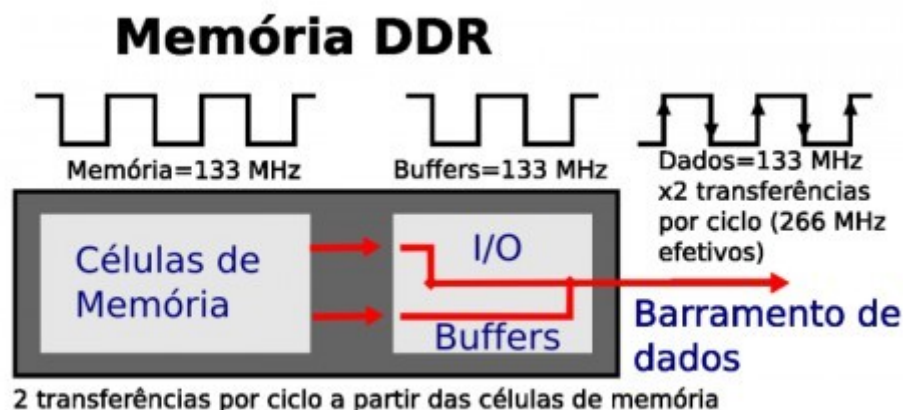 Memória DDR
Memória=133 MHz
Buffers=133 MHz
Dados=133 MHz
x2 transferências
por ciclo (266 MHz
efetivos)
Células de
Memória
I/O
Buffers
Barramento de
dados
2 transferências por ciclo a partir das células de memória